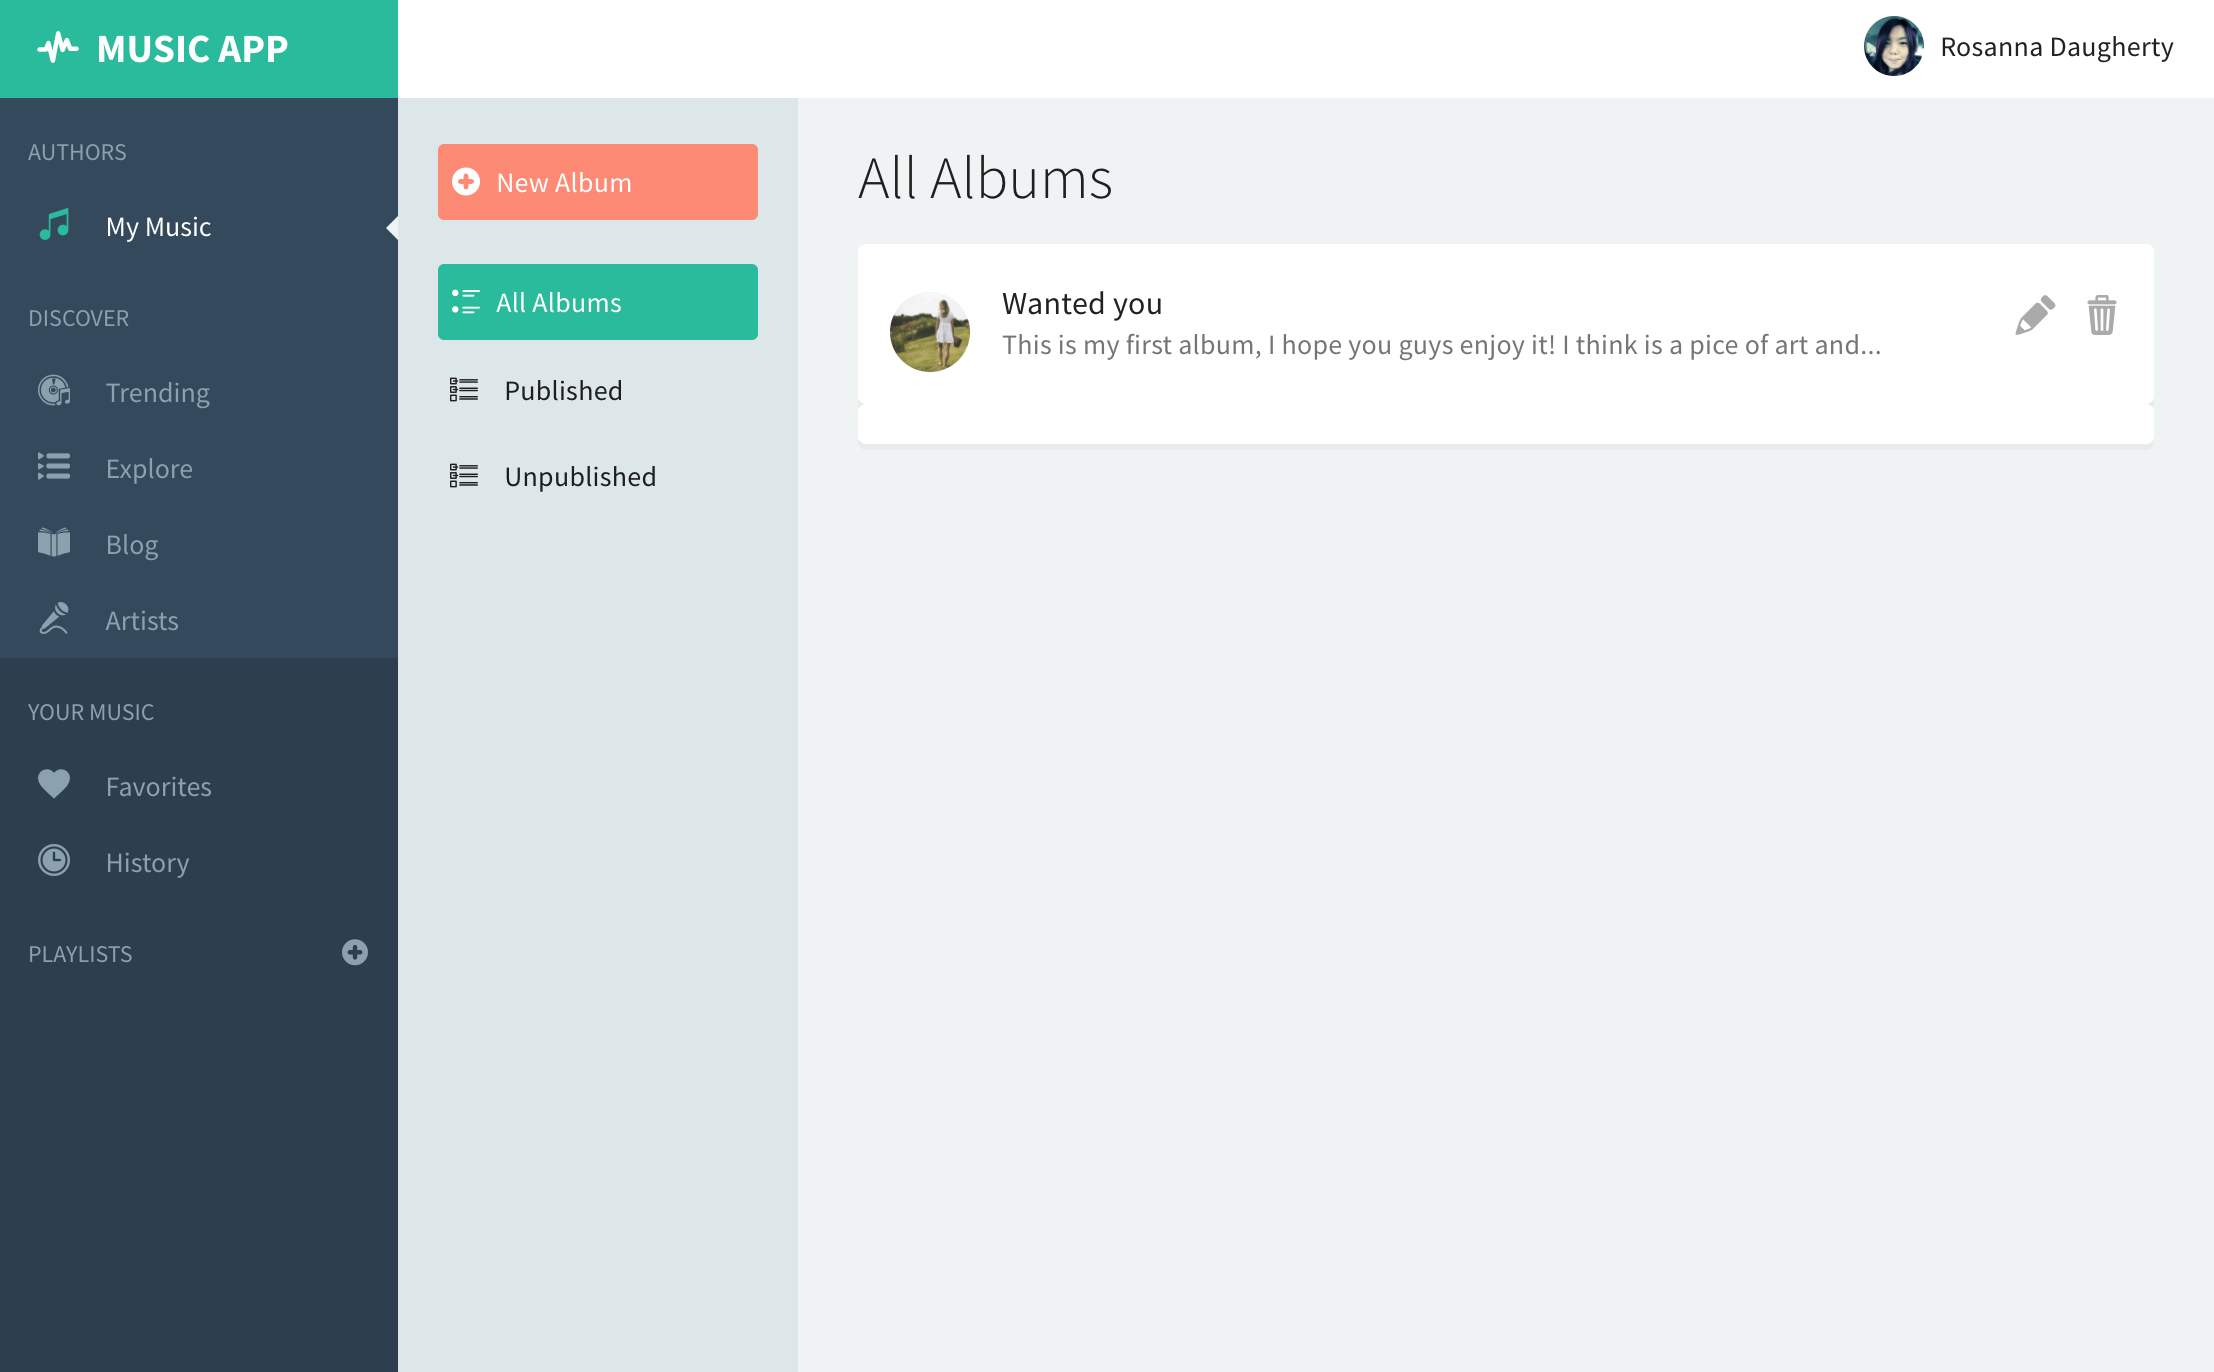 MUSIC APP
Rosanna Daugherty
AUTHORS
My Music
DISCOVER
Trending
Explore
Blog
Artists
YOUR MUSIC
Favorites
History
PLAYLISTS
New Album
All Albums
Published
Unpublished
All Albums
Wanted you
This is my first album, I hope you guys enjoy it! I think is a pice of art and...